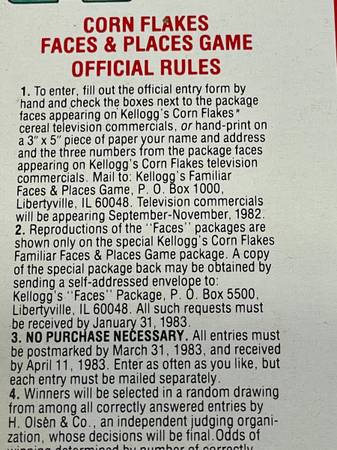 CORN FLAKES
FACES & PLACES GAME
OFFICIAL RULES
1. To enter, fill out the official entry form by
hand and check the boxes next to the package
faces appearing on Kellogg's Corn Flakes*
cereal television commercials, or hand-print on
a 3" x 5" piece of paper your name and address
and the three numbers from the package faces
appearing on Kellogg's Corn Flakes television
commercials. Mail to: Kellogg's Familiar
Faces & Places Game, P. O. Box 1000,
Libertyville, IL 60048. Television commercials
will be appearing September-November, 1982.
2. Reproductions of the "Faces" packages are
shown only on the special Kellogg's Corn Flakes
Familiar Faces & Places Game package. A copy
of the special package back may be obtained by
sending a self-addressed envelope to:
Kellogg's "Faces" Package, P. O. Box 5500,
Libertyville, IL 60048. All such requests must
be received by January 31, 1983.
3. NO PURCHASE NECESSARY. All entries must
be postmarked by March 31, 1983, and received
by April 11, 1983. Enter as often as you like, but
each entry must be mailed separately.
4. Winners will be selected in a random drawing
from among all correctly answered entries by
H. Olsèn & Co., an independent judging organi-
zation, whose decisions will be final. Odds of
winning determined by number of correctly